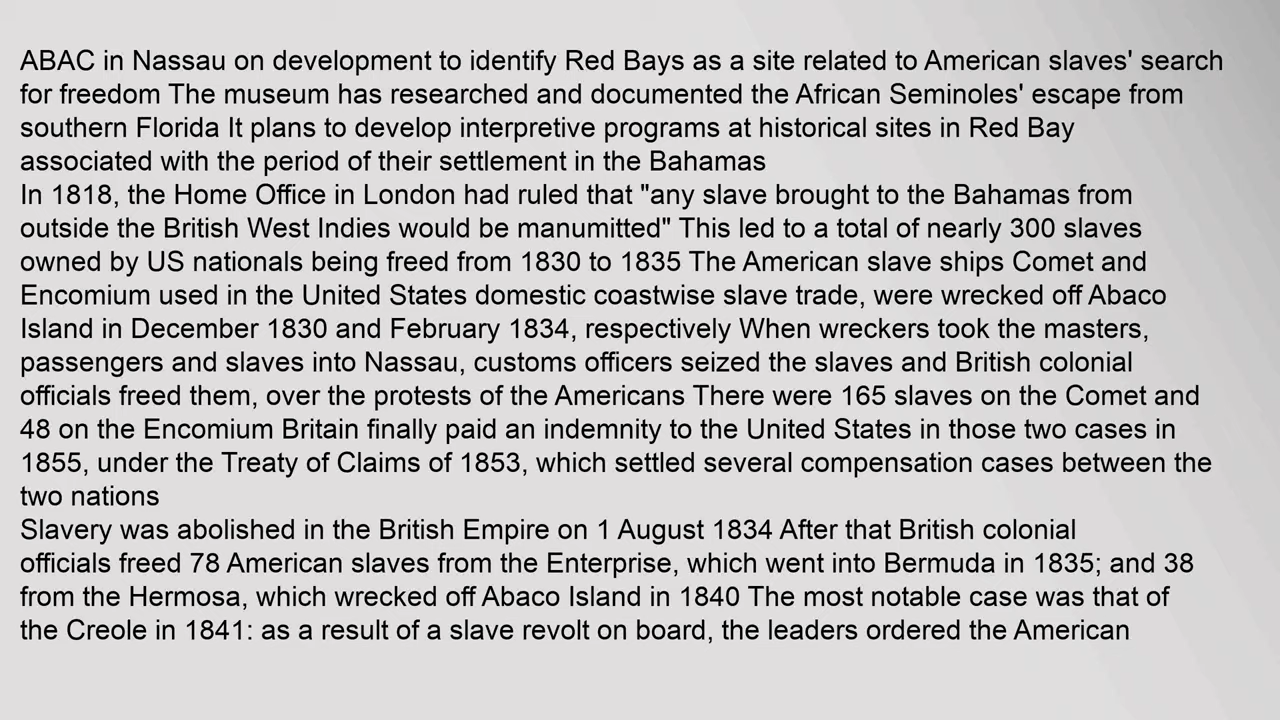 ABAC in Nassau on development to identify Red Bays as a site related to American slaves' search
for freedom The museum has researched and documented the African Seminoles' escape from
southern Florida It plans to develop interpretive programs at historical sites in Red Bay
associated with the period of their settlement in the Bahamas
In 1818, the Home Office in London had ruled that "any slave brought to the Bahamas from
outside the British West Indies would be manumitted" This led to a total of nearly 300 slaves
owned by US nationals being freed from 1830 to 1835 The American slave ships Comet and
Encomium used in the United States domestic coastwise slave trade, were wrecked off Abaco
Island in December 1830 and February 1834, respectively When wreckers took the masters,
passengers and slaves into Nassau, customs officers seized the slaves and British colonial
officials freed them, over the protests of the Americans There were 165 slaves on the Comet and
48 on the Encomium Britain finally paid an indemnity to the United States in those two cases in
1855, under the Treaty of Claims of 1853, which settled several compensation cases between the
two nations
Slavery was abolished in the British Empire on 1 August 1834 After that British colonial
officials freed 78 American slaves from the Enterprise, which went into Bermuda in 1835; and 38
from the Hermosa, which wrecked off Abaco Island in 1840 The most notable case was that of
the Creole in 1841: as a result of a slave revolt on board, the leaders ordered the American